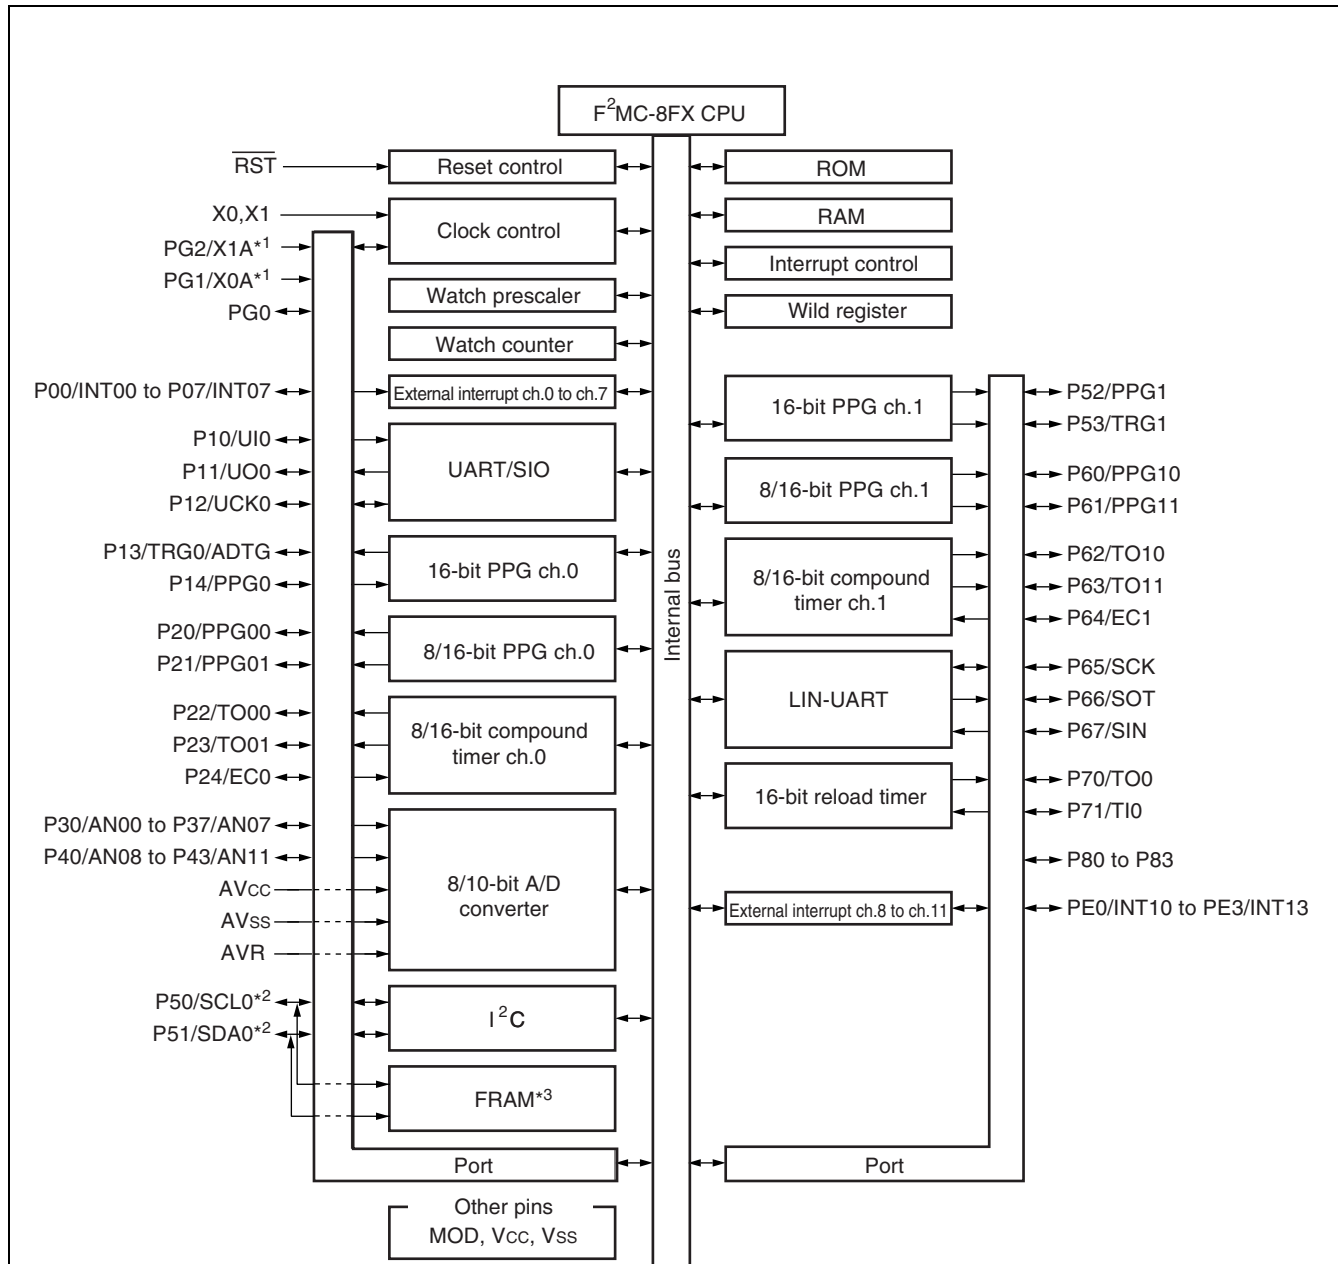 F²MC-8FX CPU
RST
Reset control
ROM
X0,X1
Clock control
RAM
PG2/X1A*1
PG1/X0A*1
Interrupt control
PG0
Watch prescaler
Wild register
Watch counter
P00/INT00 to P07/INT07
External interrupt ch.0 to ch.7
P10/UI0
P11/UO0
P12/UCK0
UART/SIO
P13/TRG0/ADTG
P14/PPG0
16-bit PPG ch.0
P20/PPG00
P21/PPG01
8/16-bit PPG ch.0
P22/TO00
P23/TO01
P24/EC0
8/16-bit compound
timer ch.0
P30/AN00 to P37/AN07
P40/AN08 to P43/AN11
AVCC
AVSS
AVR
8/10-bit A/D
converter
P50/SCL0*2
P51/SDA0*2
I²C
FRAM*3
Port
Other pins
MOD, VCC, VSS
Internal bus
16-bit PPG ch.1
P52/PPG1
P53/TRG1
8/16-bit PPG ch.1
P60/PPG10
P61/PPG11
8/16-bit compound
timer ch.1
P62/TO10
P63/TO11
P64/EC1
LIN-UART
P65/SCK
P66/SOT
P67/SIN
16-bit reload timer
P70/TO0
P71/TI0
P80 to P83
External interrupt ch.8 to ch.11
PE0/INT10 to PE3/INT13
Port